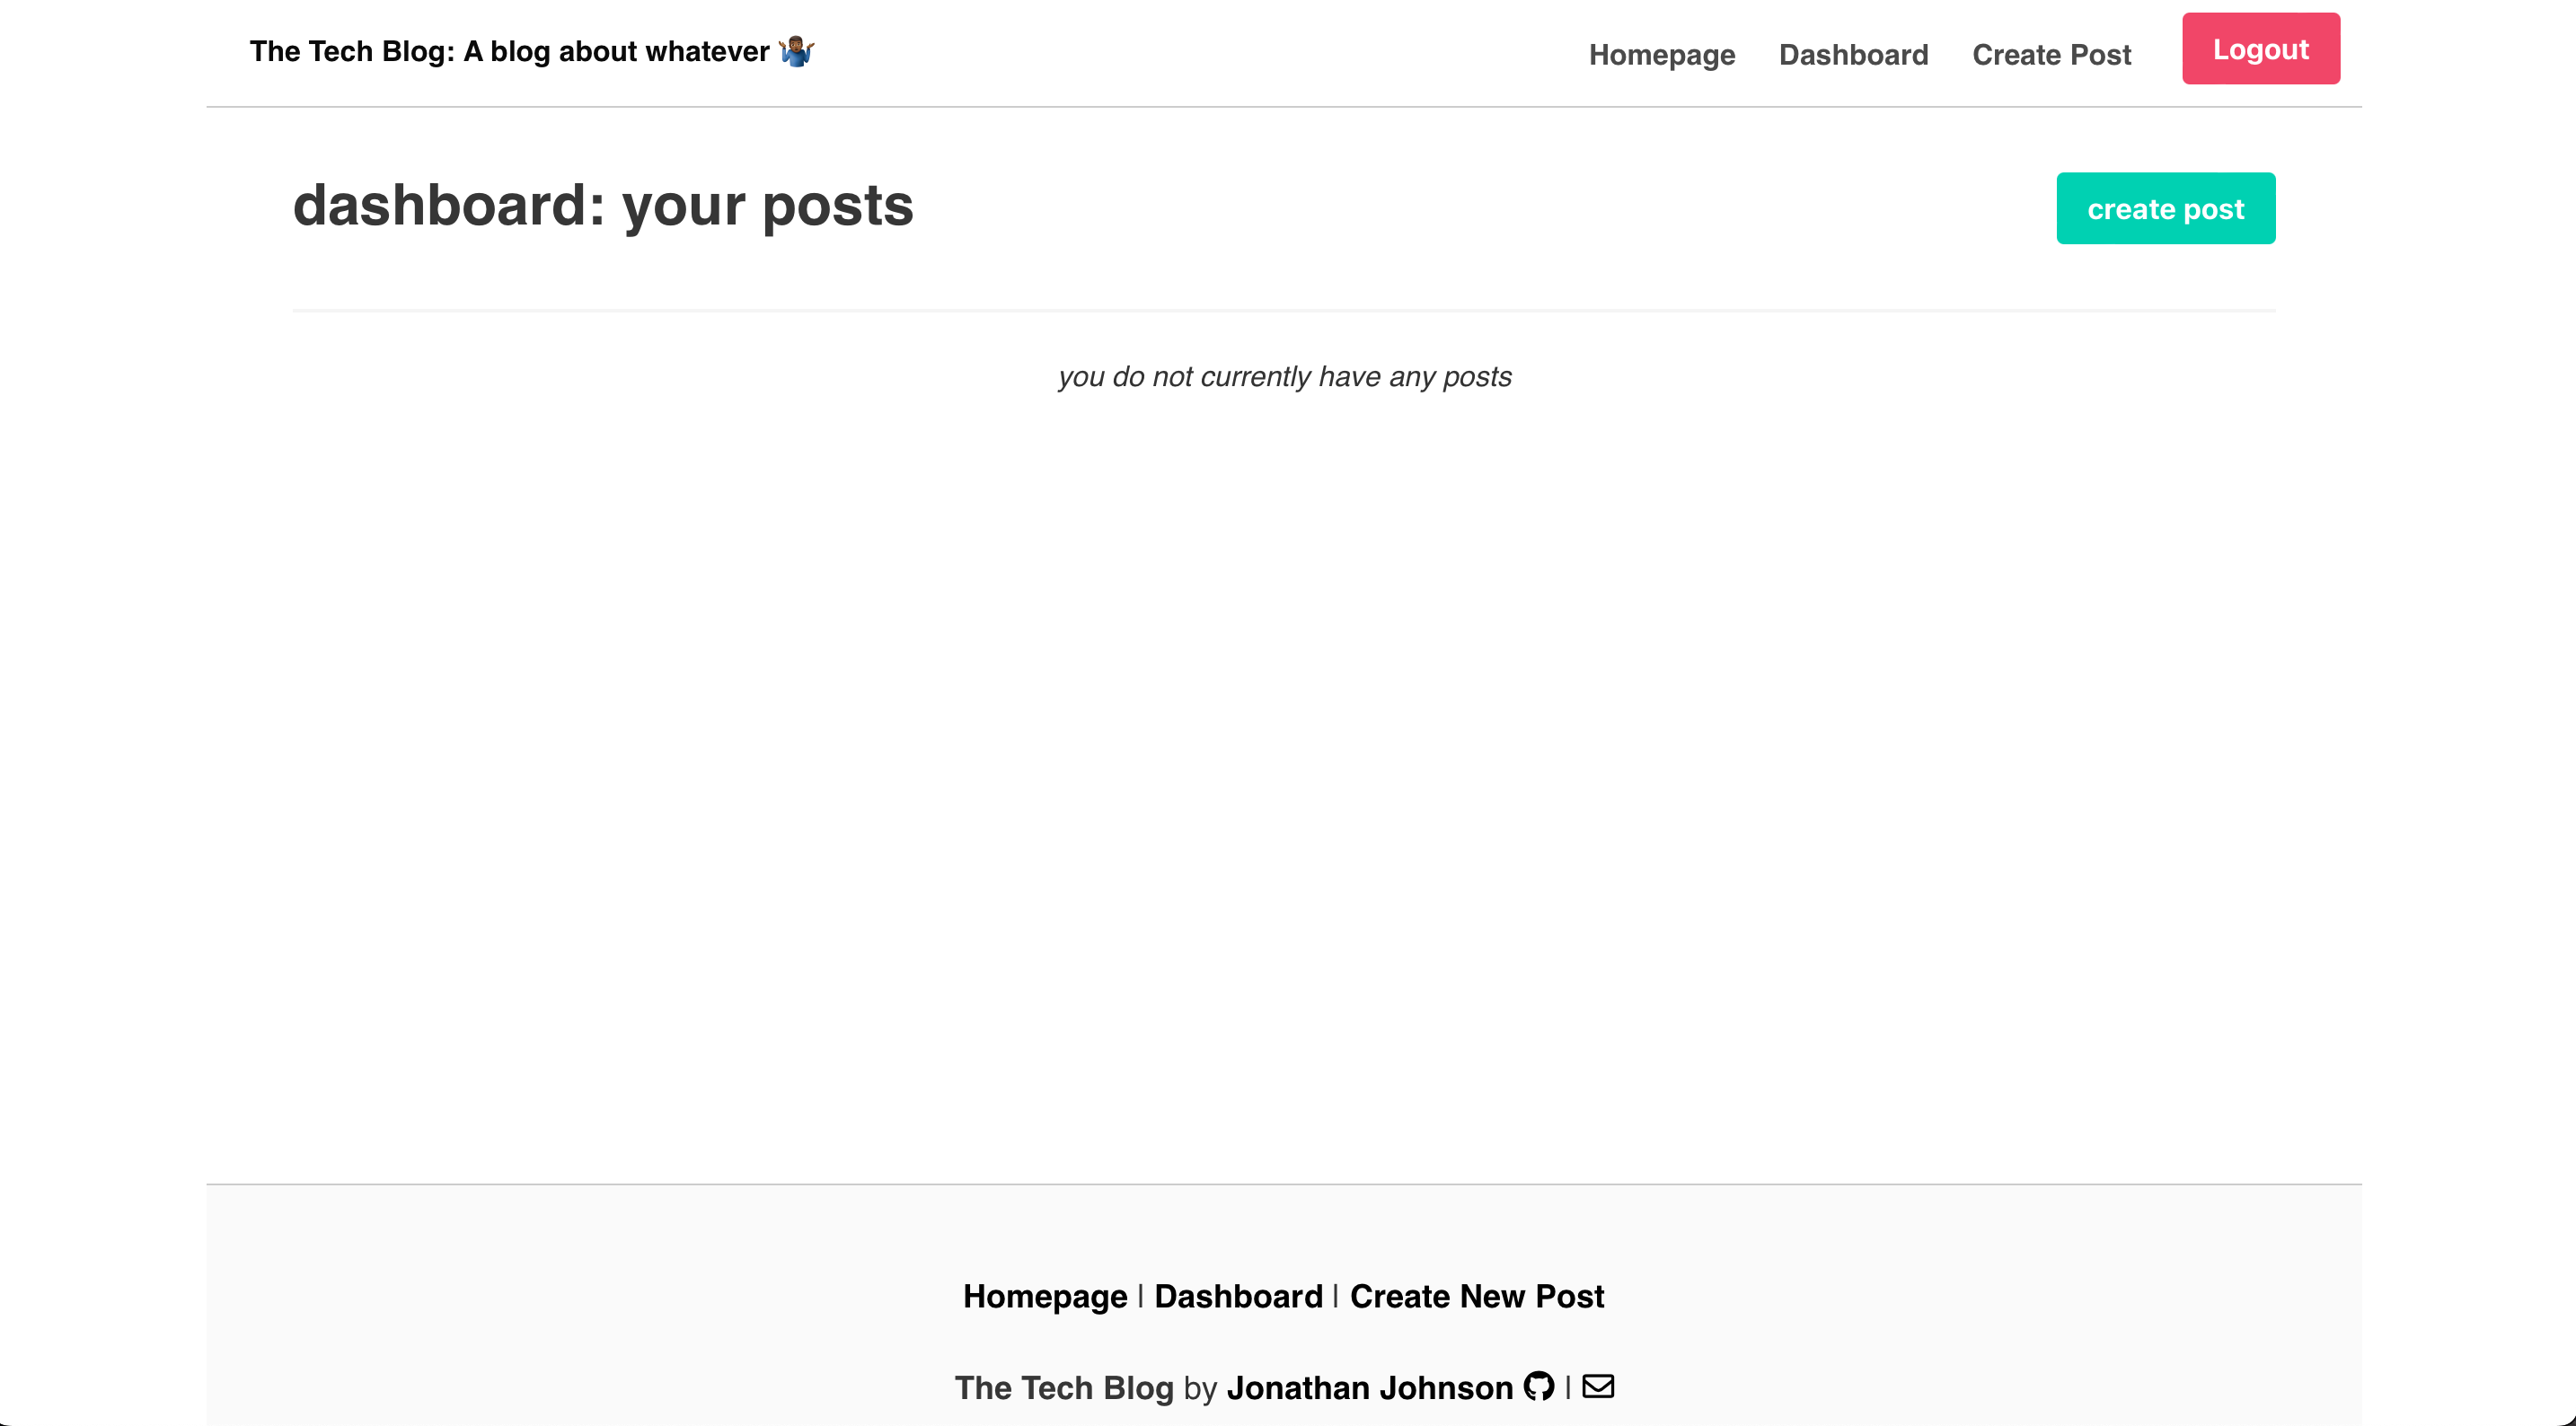 The Tech Blog: A blog about whatever 🤷🏾‍♂️
Homepage Dashboard Create Post Logout
dashboard: your posts
create post
you do not currently have any posts
Homepage | Dashboard | Create New Post
The Tech Blog by Jonathan Johnson |